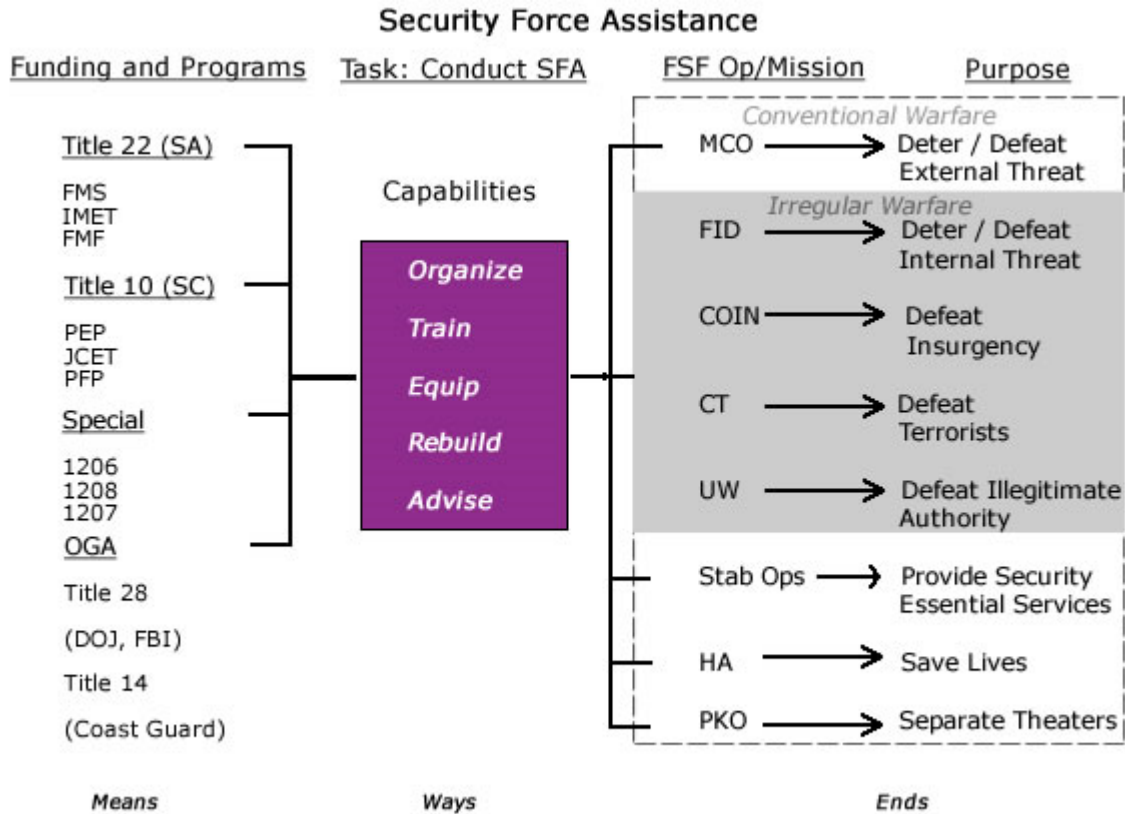 Security Force Assistance
Funding and Programs
Task: Conduct SFA
FSF Op/Mission
Purpose
Title 22 (SA)
FMS
IMET
FMF
Title 10 (SC)
PEP
JCET
PFP
Special
1206
1208
1207
OGA
Title 28
(DOJ, FBI)
Title 14
(Coast Guard)
Means
Capabilities
Organize
Train
Equip
Rebuild
Advise
Ways
Conventional Warfare
MCO
Deter / Defeat
External Threat
Irregular Warfare
FID
Deter / Defeat
Internal Threat
COIN
Defeat
Insurgency
CT
Defeat
Terrorists
UW
Defeat Illegitimate
Authority
Stab Ops
Provide Security
Essential Services
HA
Save Lives
PKO
Separate Theaters
Ends